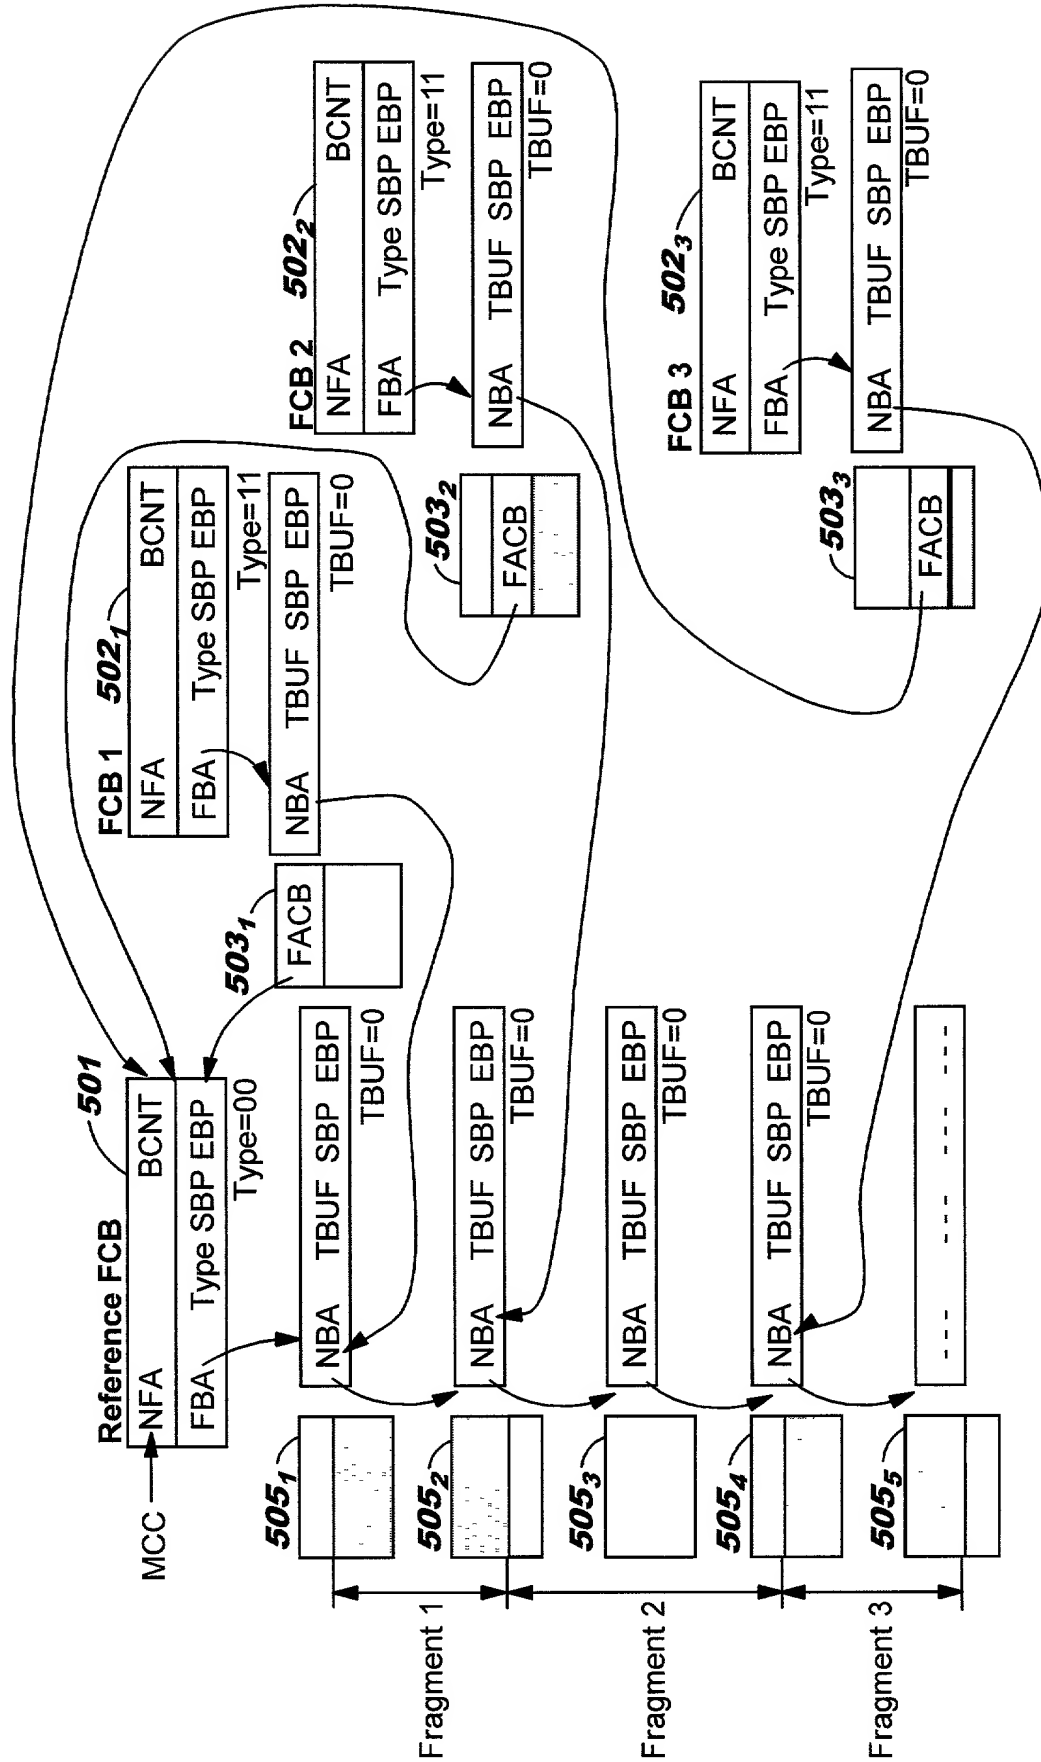 MCC
Reference FCB 501
NFA BCNT
FBA Type SBP EBP
Type=00
FCB 1 502₁
NFA BCNT
FBA Type SBP EBP
Type=11
NBA TBUF SBP EBP
TBUF=0
503₁
FACB
FCB 2 502₂
NFA BCNT
FBA Type SBP EBP
Type=11
NBA TBUF SBP EBP
TBUF=0
503₂
FACB
FCB 3 502₃
NFA BCNT
FBA Type SBP EBP
Type=11
NBA TBUF SBP EBP
TBUF=0
503₃
FACB
505₁
NBA TBUF SBP EBP
TBUF=0
Fragment 1
505₂
NBA TBUF SBP EBP
TBUF=0
Fragment 2
505₃
NBA TBUF SBP EBP
TBUF=0
505₄
NBA TBUF SBP EBP
TBUF=0
Fragment 3
505₅